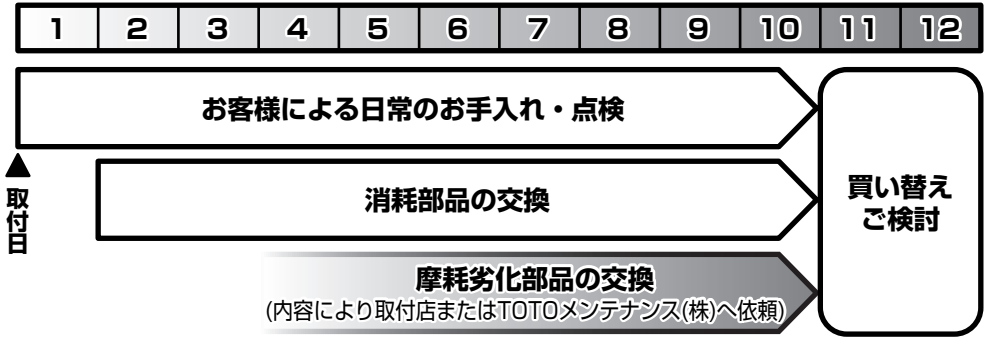 1 2 3 4 5 6 7 8 9 10 11 12
お客様による日常のお手入れ・点検
取付日
消耗部品の交換
摩耗劣化部品の交換
(内容により取付店またはTOTOメンテナンス(株)へ依頼)
買い替え
ご検討